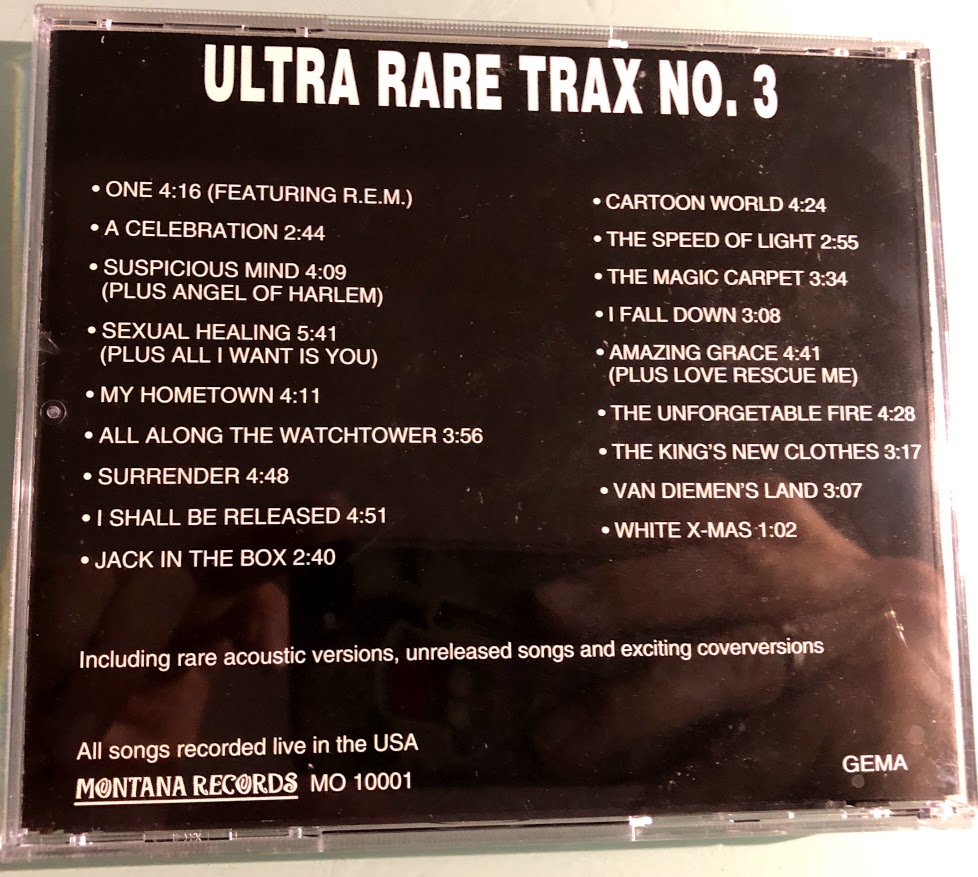 ULTRA RARE TRAX NO. 3
• ONE 4:16 (FEATURING R.E.M.)
• A CELEBRATION 2:44
• SUSPICIOUS MIND 4:09
(PLUS ANGEL OF HARLEM)
• SEXUAL HEALING 5:41
(PLUS ALL I WANT IS YOU)
• MY HOMETOWN 4:11
• ALL ALONG THE WATCHTOWER 3:56
• SURRENDER 4:48
• I SHALL BE RELEASED 4:51
• JACK IN THE BOX 2:40
• CARTOON WORLD 4:24
• THE SPEED OF LIGHT 2:55
• THE MAGIC CARPET 3:34
• I FALL DOWN 3:08
• AMAZING GRACE 4:41
(PLUS LOVE RESCUE ME)
• THE UNFORGETABLE FIRE 4:28
• THE KING'S NEW CLOTHES 3:17
• VAN DIEMEN'S LAND 3:07
• WHITE X-MAS 1:02
Including rare acoustic versions, unreleased songs and exciting coverversions
All songs recorded live in the USA
MONTANA RECORDS MO 10001
GEMA